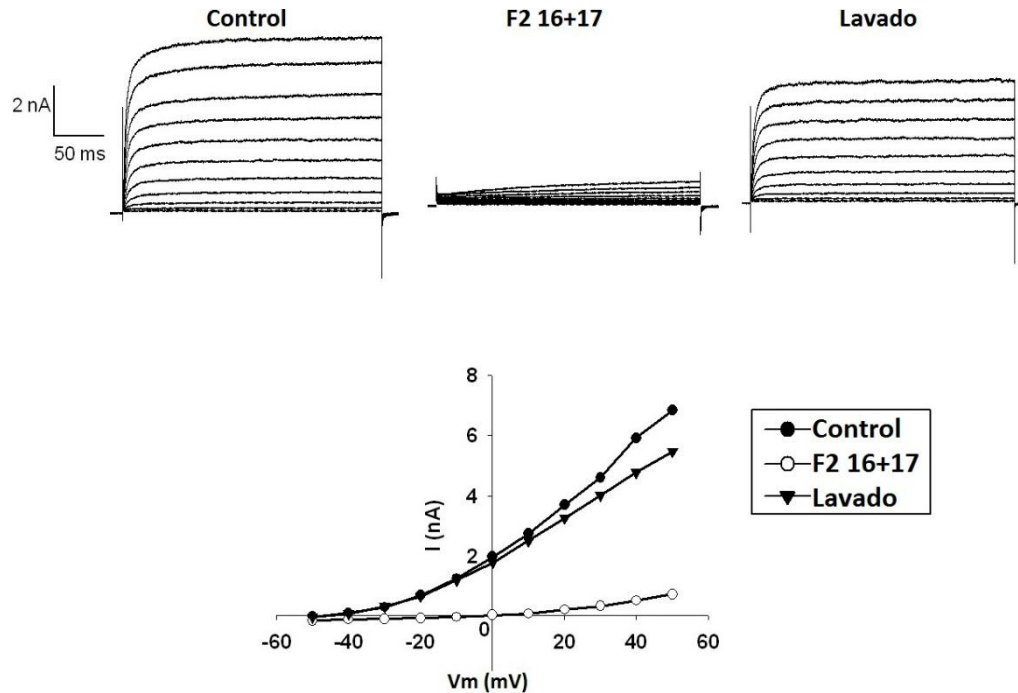 Control
F2 16+17
Lavado
2 nA
50 ms
8
6
4
2
0
I (nA)
-60
-40
-20
20
40
60
Vm (mV)
Control
F2 16+17
Lavado